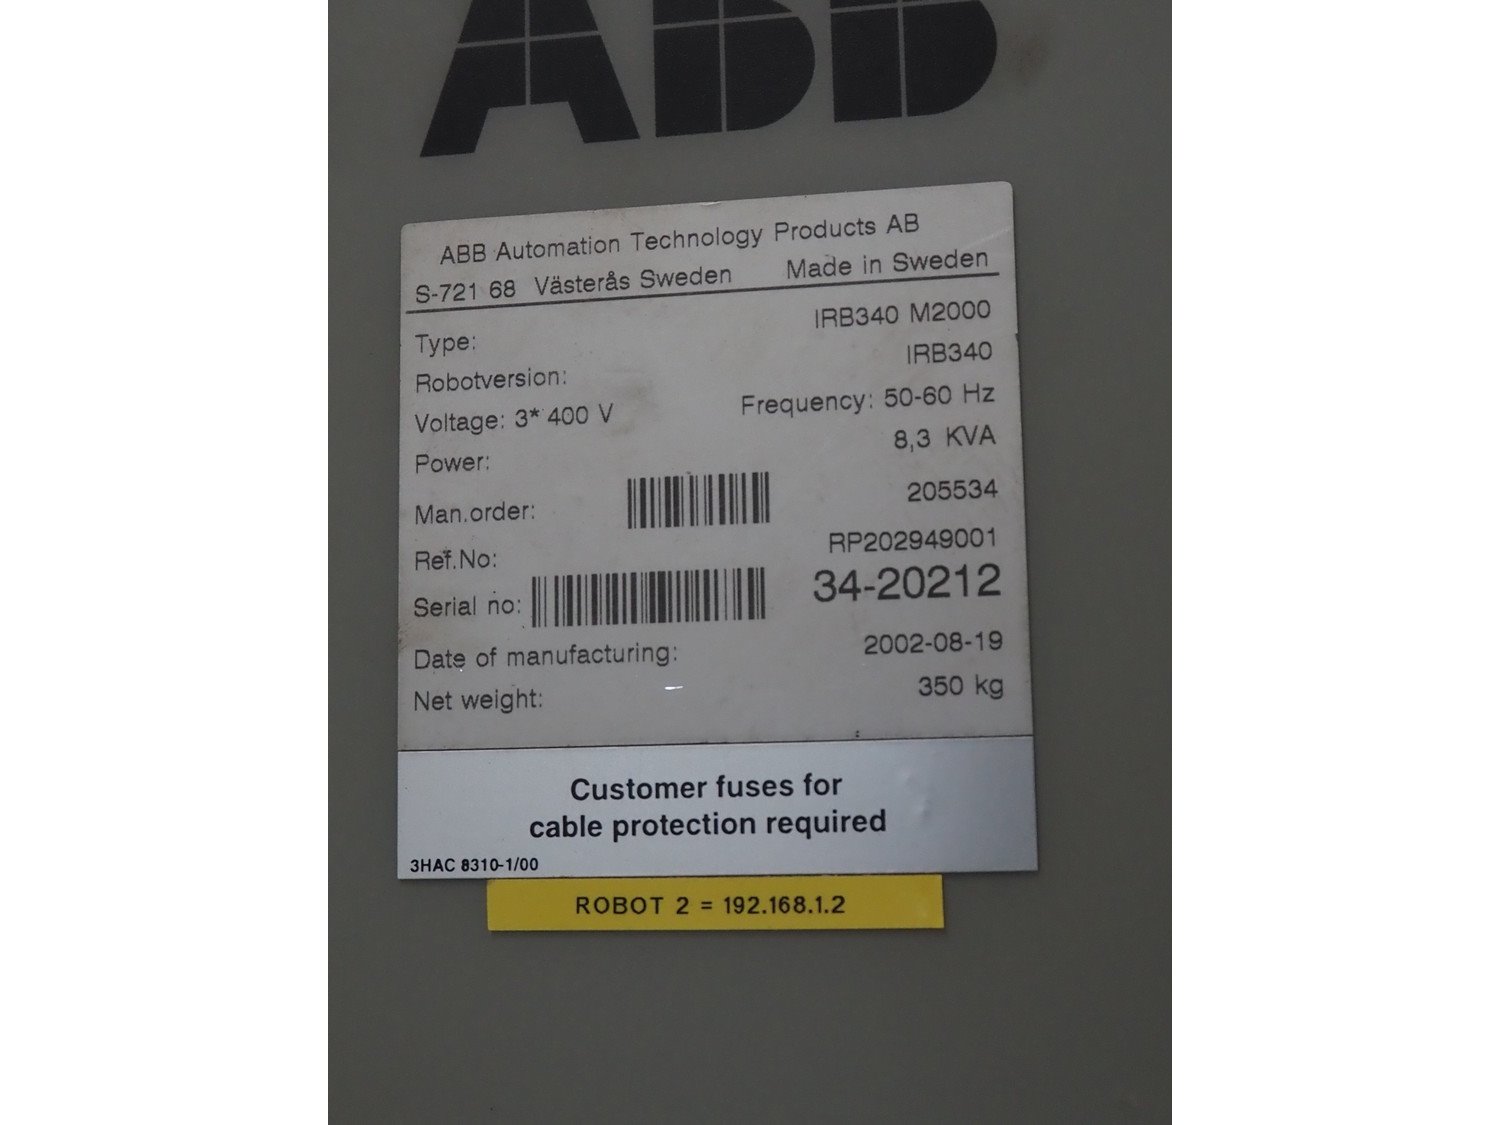 ABB
ABB Automation Technology Products AB
S-721 68 Västerås Sweden Made in Sweden
Type: IRB340 M2000
Robotversion: IRB340
Voltage: 3* 400 V Frequency: 50-60 Hz
Power: 8,3 KVA
Man.order: 205534
Ref.No: RP202949001
Serial no: 34-20212
Date of manufacturing: 2002-08-19
Net weight: 350 kg
Customer fuses for
cable protection required
3HAC 8310-1/00
ROBOT 2 = 192.168.1.2